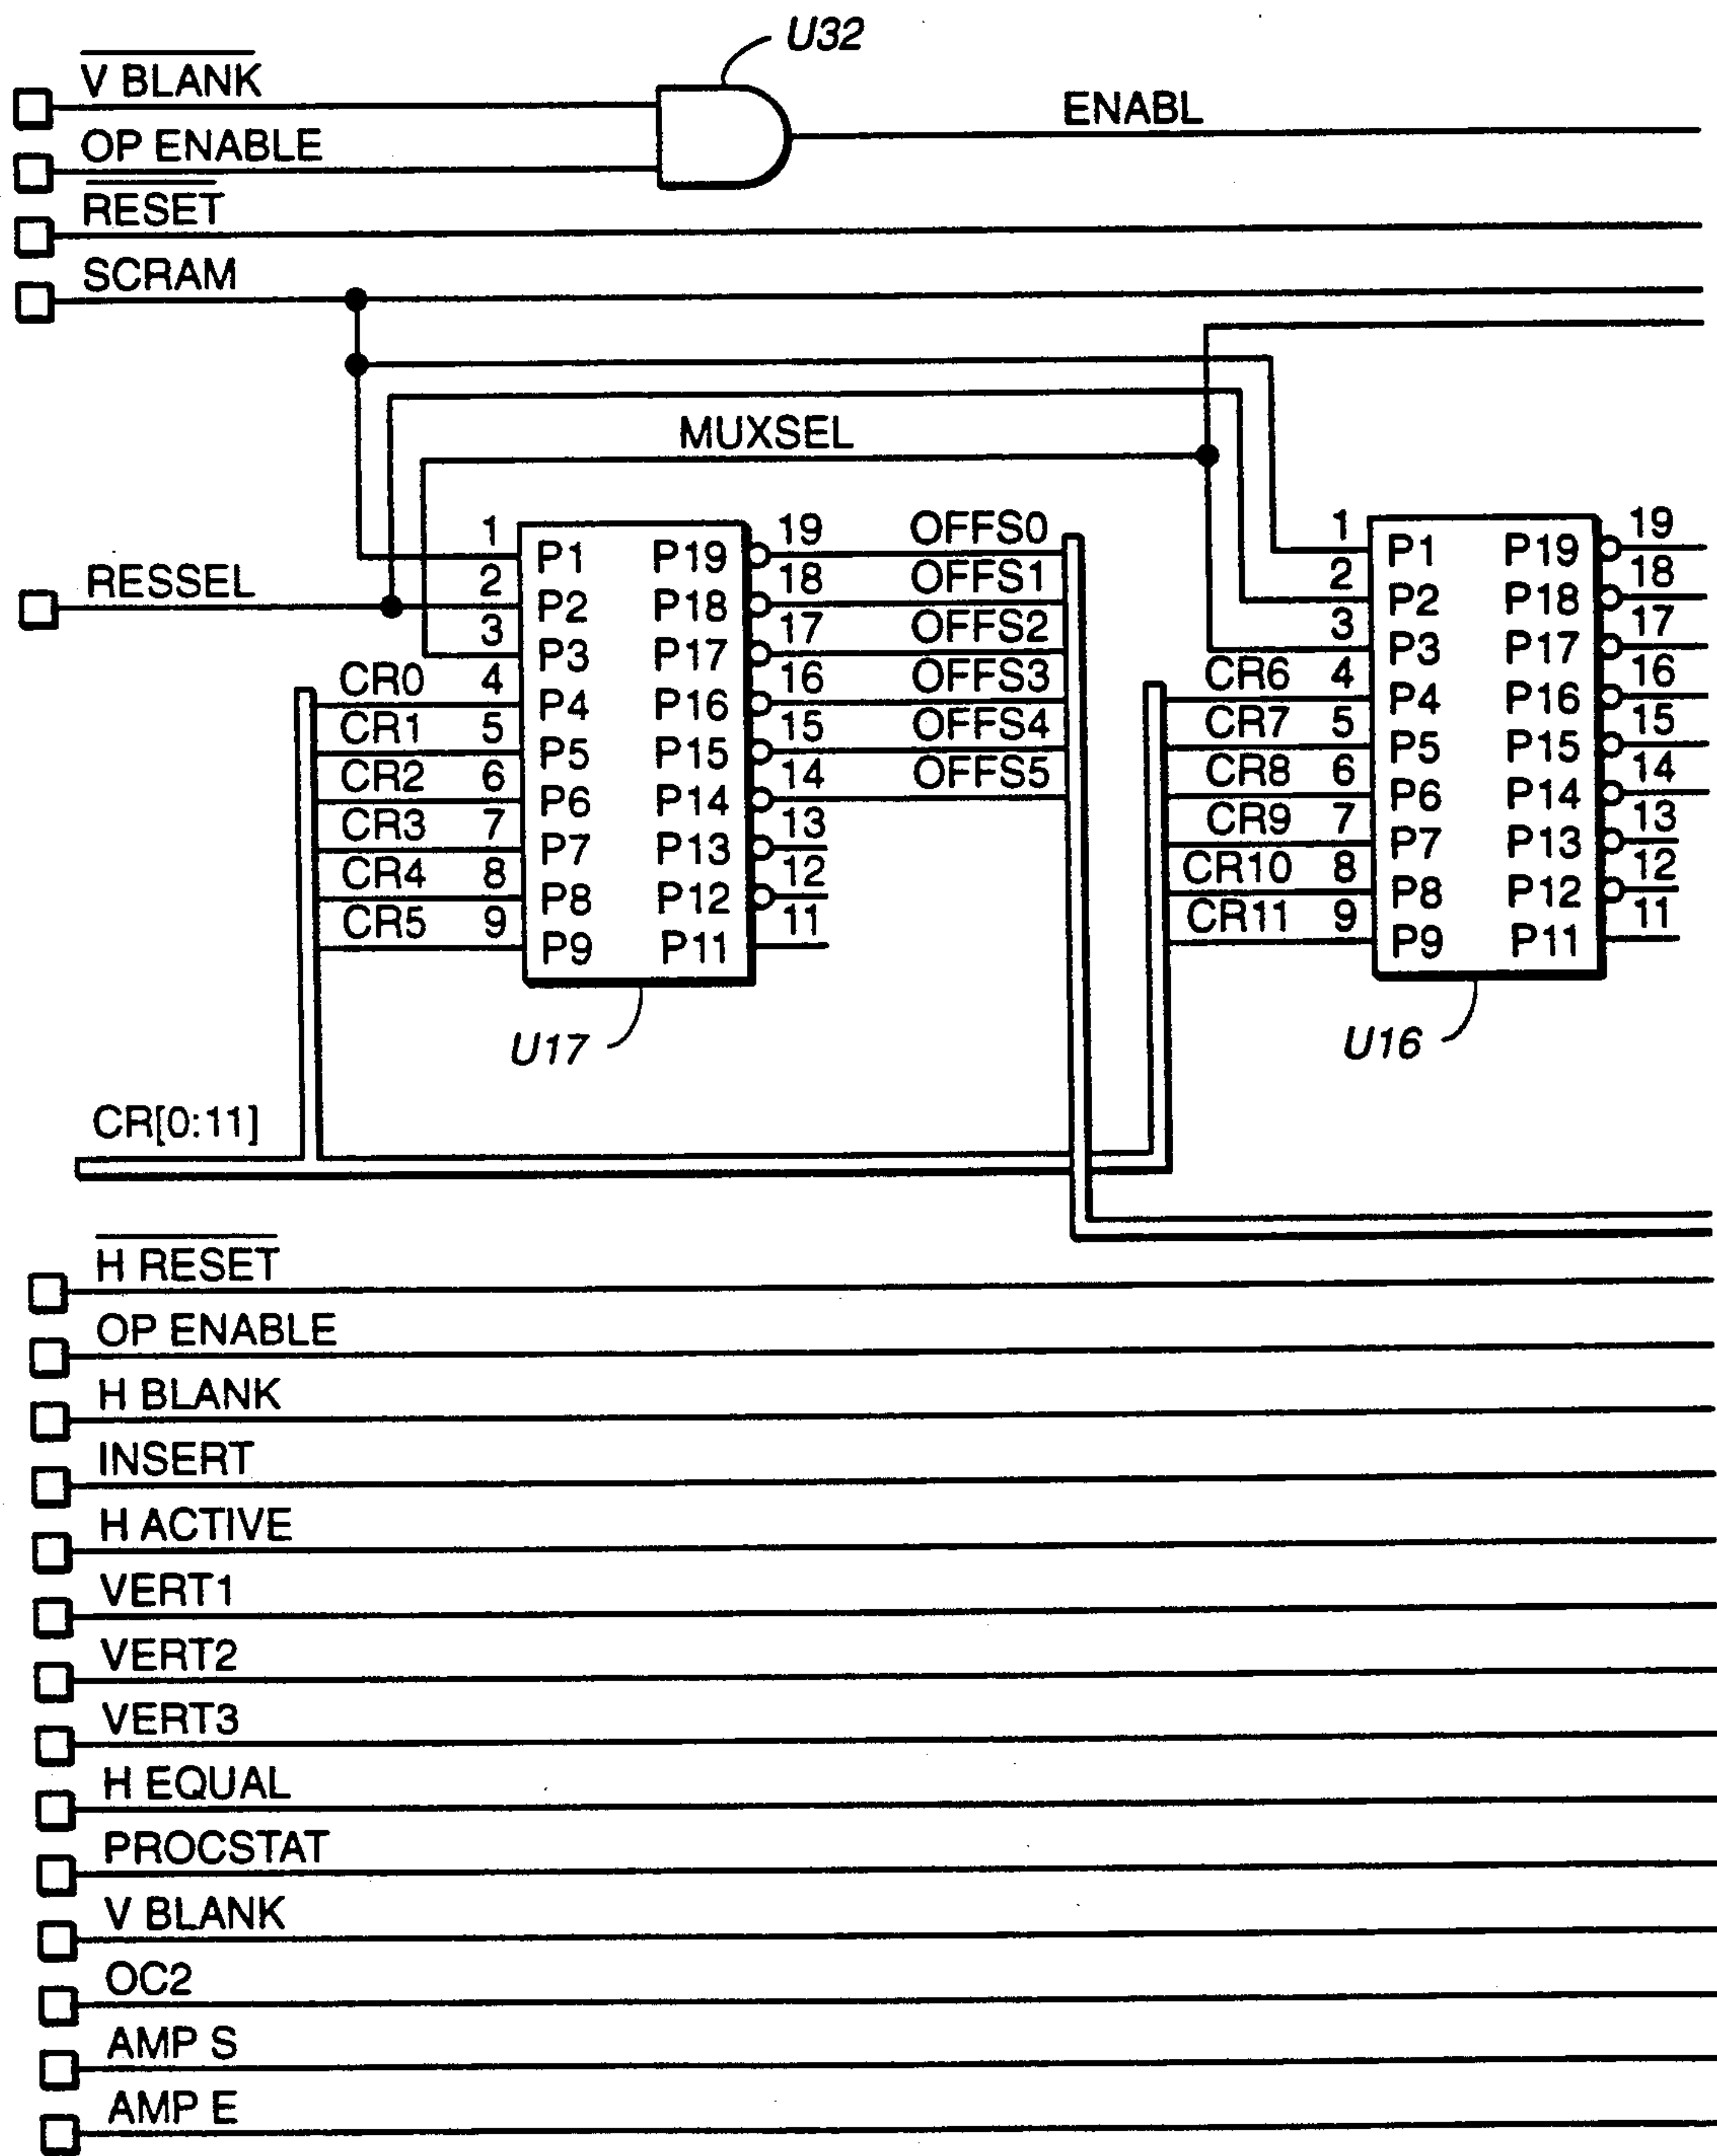 U32
V BLANK
OP ENABLE
ENABL
RESET
SCRAM
MUXSEL
RESSEL
1 P1 P19 19 OFFS0
2 P2 P18 18 OFFS1
3 P3 P17 17 OFFS2
CR0 4 P4 P16 16 OFFS3
CR1 5 P5 P15 15 OFFS4
CR2 6 P6 P14 14 OFFS5
CR3 7 P7 P13 13
CR4 8 P8 P12 12
CR5 9 P9 P11 11
U17
1 P1 P19 19
2 P2 P18 18
3 P3 P17 17
CR6 4 P4 P16 16
CR7 5 P5 P15 15
CR8 6 P6 P14 14
CR9 7 P7 P13 13
CR10 8 P8 P12 12
CR11 9 P9 P11 11
U16
CR[0:11]
H RESET
OP ENABLE
H BLANK
INSERT
H ACTIVE
VERT1
VERT2
VERT3
H EQUAL
PROCSTAT
V BLANK
OC2
AMP S
AMP E